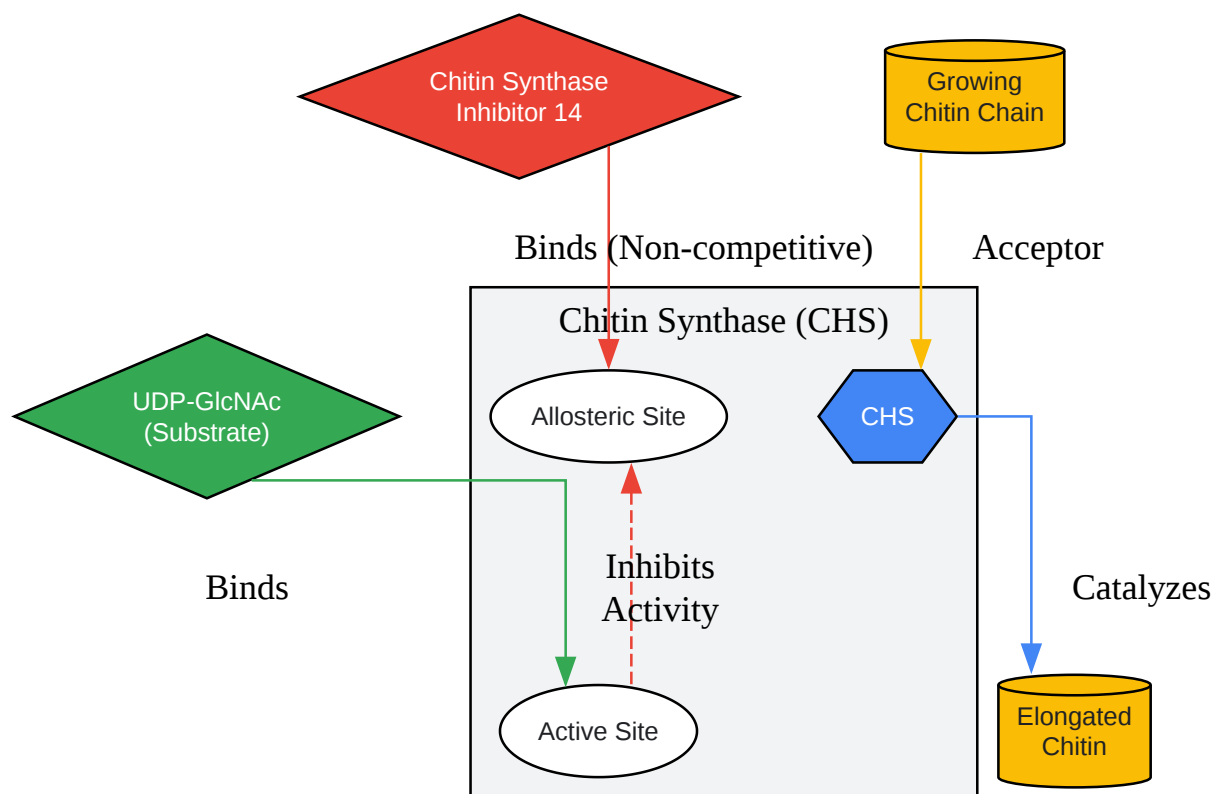 Chitin Synthase
Inhibitor 14
Growing
Chitin Chain
Binds (Non-competitive)
Acceptor
Chitin Synthase (CHS)
UDP-GlcNAc
(Substrate)
Allosteric Site
CHS
Binds
Inhibits
Activity
Catalyzes
Active Site
Elongated
Chitin